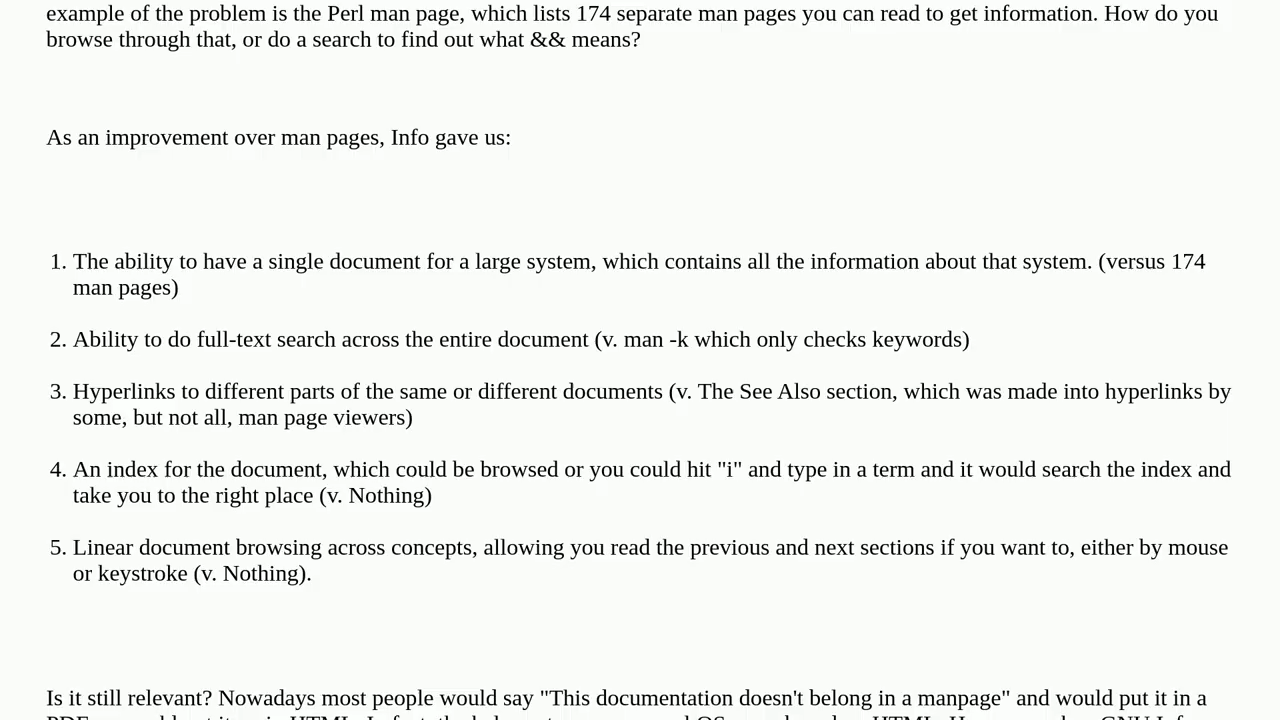 example of the problem is the Perl man page, which lists 174 separate man pages you can read to get information. How do you
browse through that, or do a search to find out what && means?
As an improvement over man pages, Info gave us:
1. The ability to have a single document for a large system, which contains all the information about that system. (versus 174
man pages)
2. Ability to do full-text search across the entire document (v. man -k which only checks keywords)
3. Hyperlinks to different parts of the same or different documents (v. The See Also section, which was made into hyperlinks by
some, but not all, man page viewers)
4. An index for the document, which could be browsed or you could hit "i" and type in a term and it would search the index and
take you to the right place (v. Nothing)
5. Linear document browsing across concepts, allowing you read the previous and next sections if you want to, either by mouse
or keystroke (v. Nothing).
Is it still relevant? Nowadays most people would say "This documentation doesn't belong in a manpage" and would put it in a